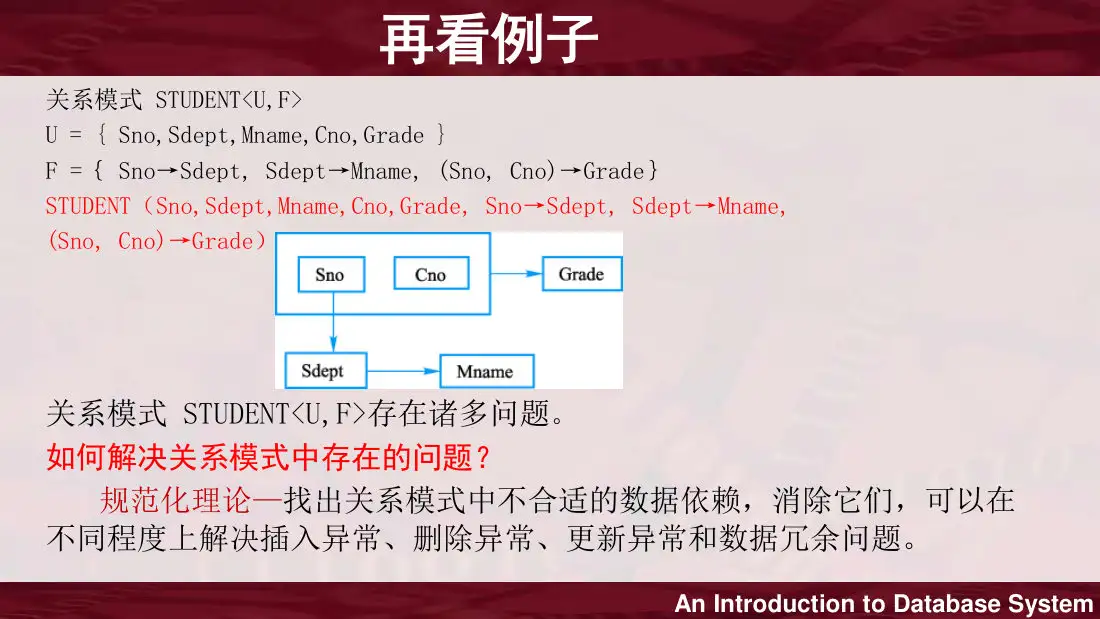 再看例子
关系模式 STUDENT<U,F>
U = { Sno,Sdept,Mname,Cno,Grade }
F = { Sno→Sdept, Sdept→Mname, (Sno, Cno)→Grade}
STUDENT（Sno,Sdept,Mname,Cno,Grade, Sno→Sdept, Sdept→Mname,
(Sno, Cno)→Grade）
Sno
Cno
Grade
Sdept
Mname
关系模式 STUDENT<U,F>存在诸多问题。
如何解决关系模式中存在的问题？
规范化理论—找出关系模式中不合适的数据依赖，消除它们，可以在
不同程度上解决插入异常、删除异常、更新异常和数据冗余问题。
An Introduction to Database System